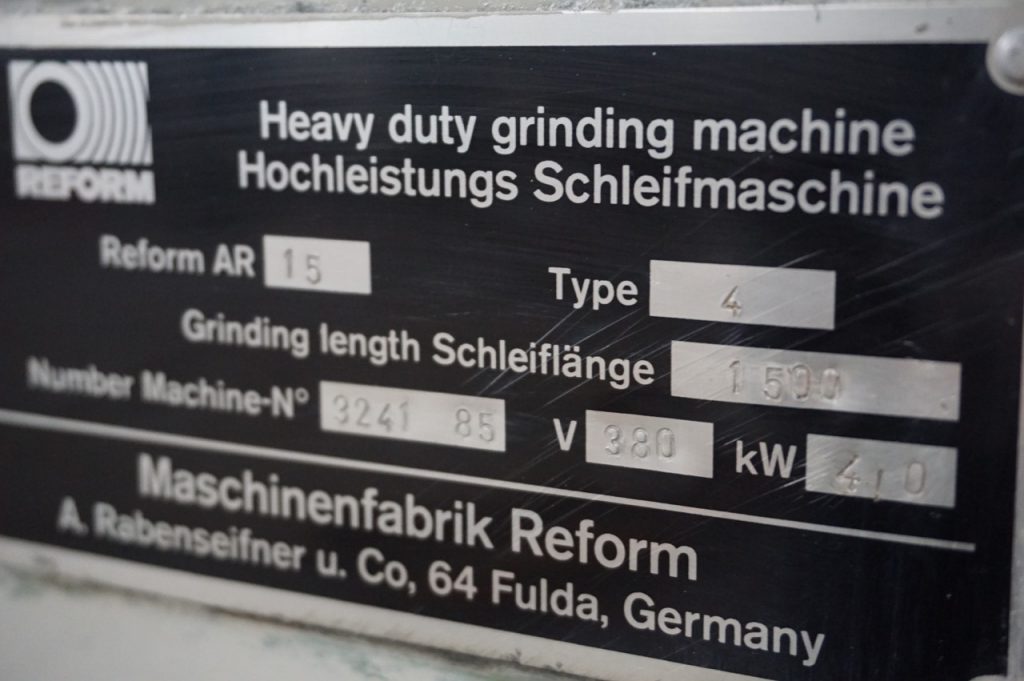 REFORM
Heavy duty grinding machine
Hochleistungs Schleifmaschine
Reform AR 15 Type 4
Grinding length Schleiflänge 1500
Number Machine-N° 3241 85 V 380 kW 4,0
Maschinenfabrik Reform
A. Rabenseifner u. Co, 64 Fulda, Germany